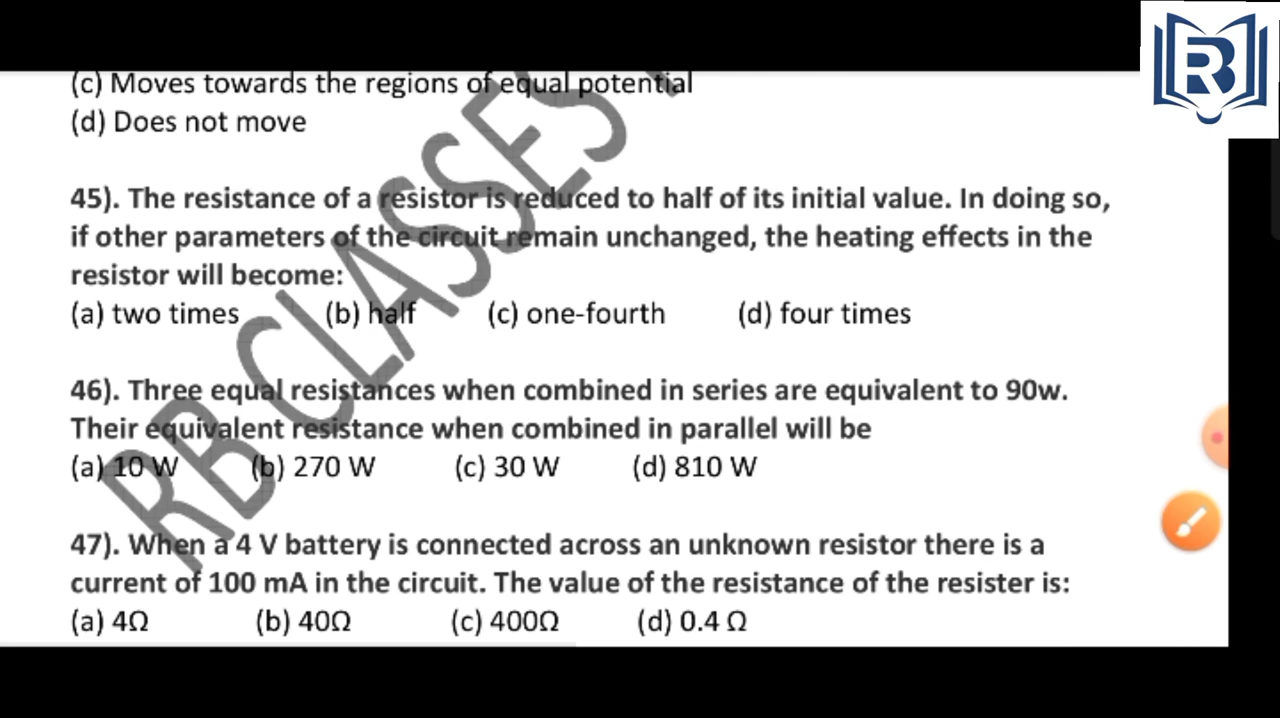 (c) Moves towards the regions of equal potential
(d) Does not move
45). The resistance of a resistor is reduced to half of its initial value. In doing so,
if other parameters of the circuit remain unchanged, the heating effects in the
resistor will become:
(a) two times (b) half (c) one-fourth (d) four times
46). Three equal resistances when combined in series are equivalent to 90w.
Their equivalent resistance when combined in parallel will be
(a) 10 W (b) 270 W (c) 30 W (d) 810 W
47). When a 4 V battery is connected across an unknown resistor there is a
current of 100 mA in the circuit. The value of the resistance of the resister is:
(a) 4Ω (b) 40Ω (c) 400Ω (d) 0.4 Ω
RB CLASSES
RB